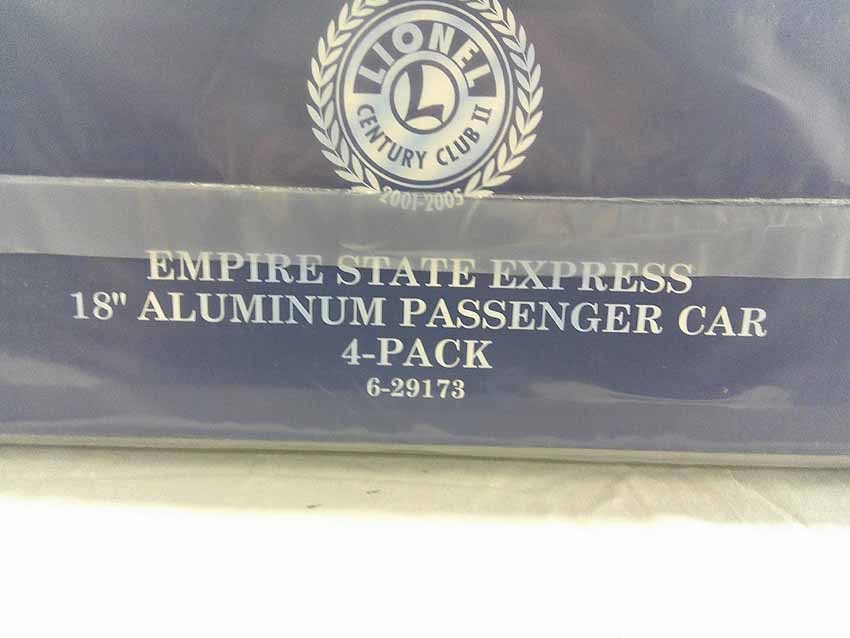 LIONEL
L
CENTURY CLUB II
2001-2005
EMPIRE STATE EXPRESS
18" ALUMINUM PASSENGER CAR
4-PACK
6-29173